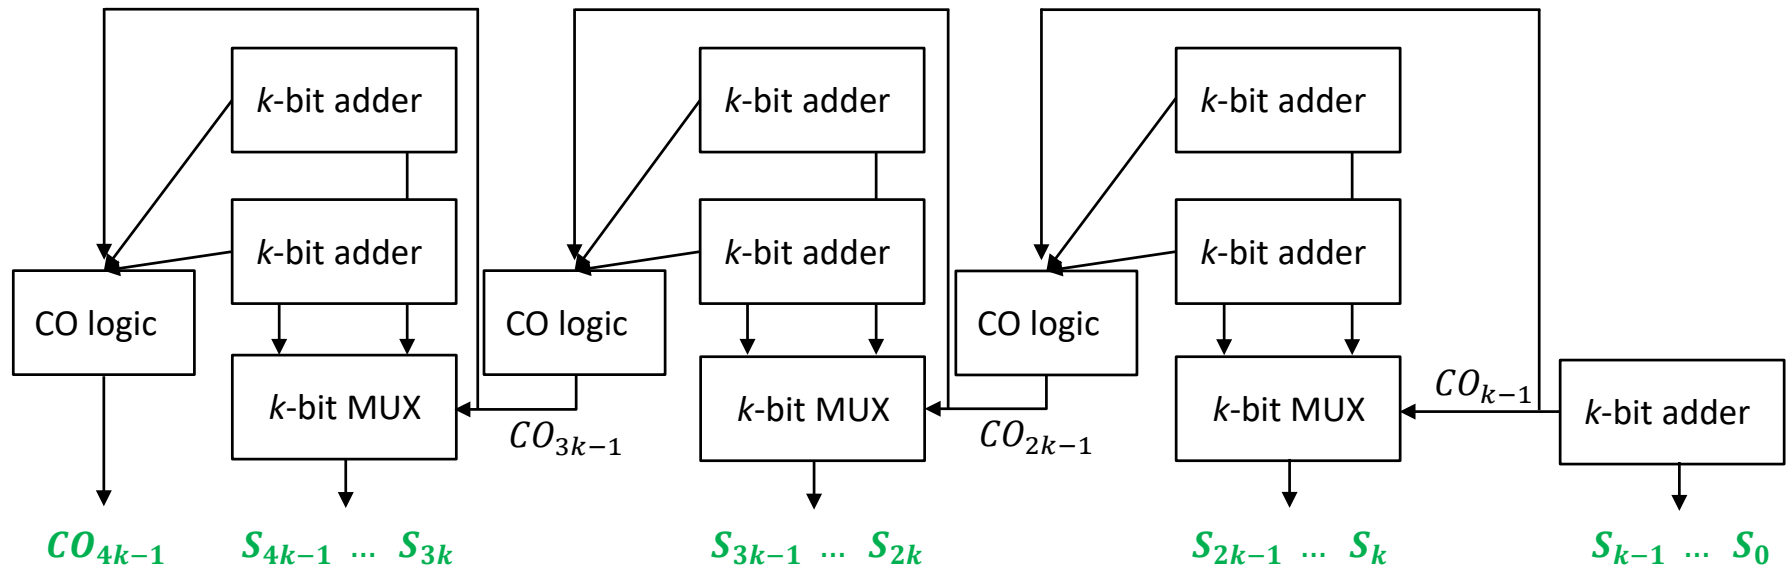 k-bit adder k-bit adder k-bit adder
k-bit adder k-bit adder k-bit adder
CO logic CO logic CO logic
k-bit MUX k-bit MUX k-bit MUX CO_{k−1} k-bit adder
CO_{3k−1} CO_{2k−1}
CO_{4k−1} S_{4k−1} … S_{3k} S_{3k−1} … S_{2k} S_{2k−1} … S_k S_{k−1} … S_0